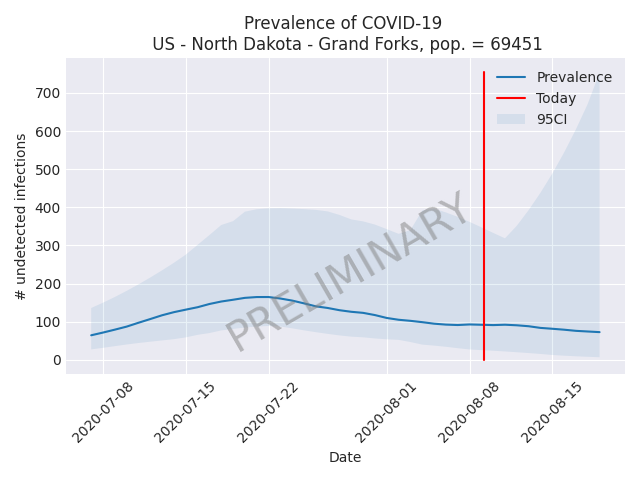 Prevalence of COVID-19
US - North Dakota - Grand Forks, pop. = 69451
700
600
500
400
300
200
100
0
# undetected infections
Prevalence
Today
95CI
PRELIMINARY
2020-07-08
2020-07-15
2020-07-22
2020-08-01
2020-08-08
2020-08-15
Date